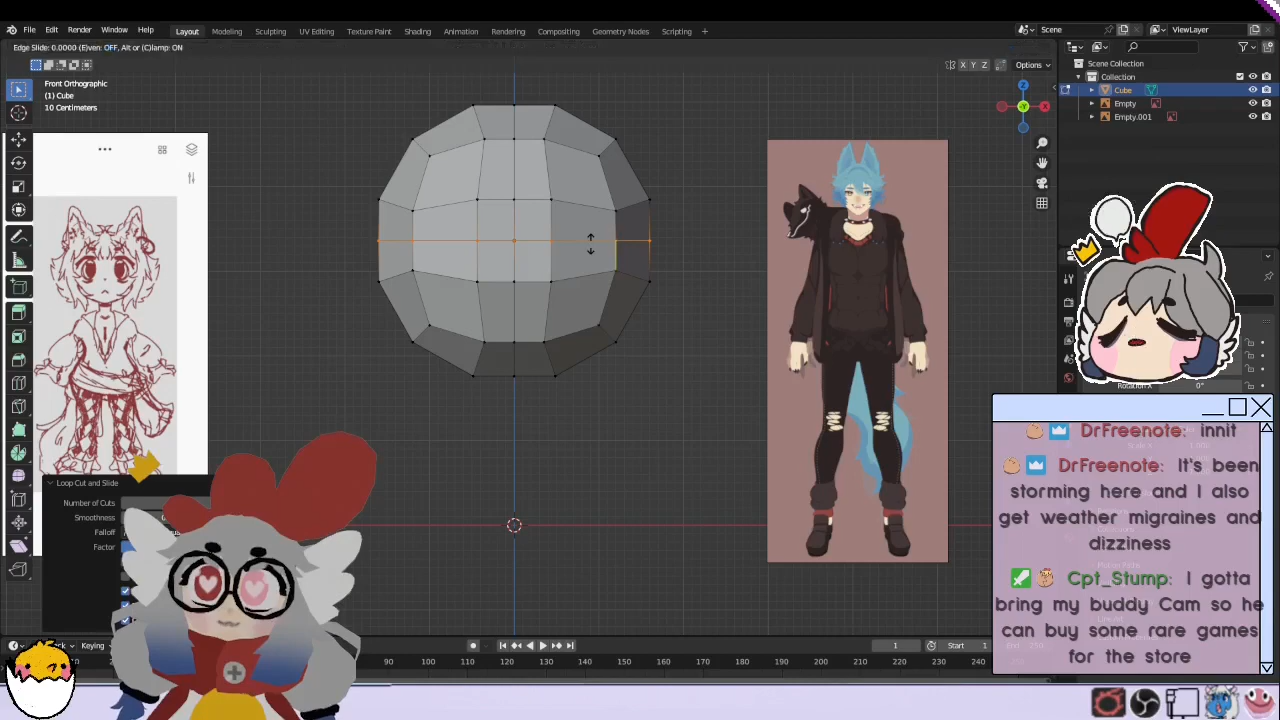 File Edit Render Window Help Layout Modeling Sculpting UV Editing Texture Paint Shading Animation Rendering Compositing Geometry Nodes Scripting + Scene ViewLayer
Edge Slide: 0.0000 (E)ven: OFF, Alt or (C)lamp: ON
X Y Z Options
Front Orthographic
(1) Cube
10 Centimeters
Scene Collection
Collection
Cube
Empty
Empty.001
Z
-Y
X
Loop Cut and Slide
Number of Cuts
Smoothness
Falloff
Factor
Keying
1 Start 1
90 100 110 120 130 140 150 160 170 180 190 200 210 220 230 240
DrFreenote: innit
DrFreenote: It's been
storming here and I also
get weather migraines and
dizziness
Cpt_Stump: I gotta
bring my buddy Cam so he
can buy some rare games
for the store